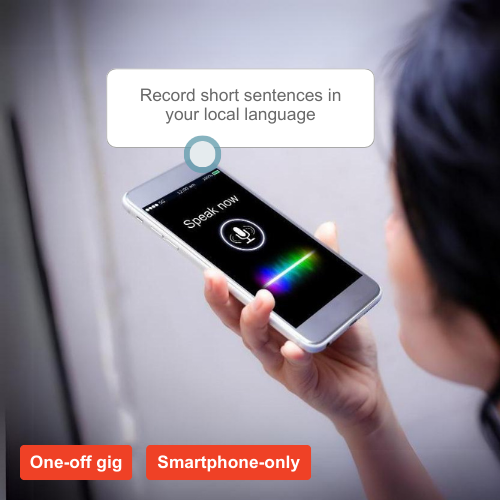 Record short sentences in
your local language
Speak now
One-off gig
Smartphone-only